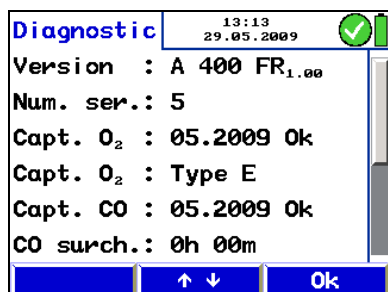 Diagnostic 13:13
29.05.2009
Version : A 400 FR1.00
Num. ser.: 5
Capt. O₂ : 05.2009 Ok
Capt. O₂ : Type E
Capt. CO : 05.2009 Ok
CO surch.: 0h 00m
↑ ↓ Ok